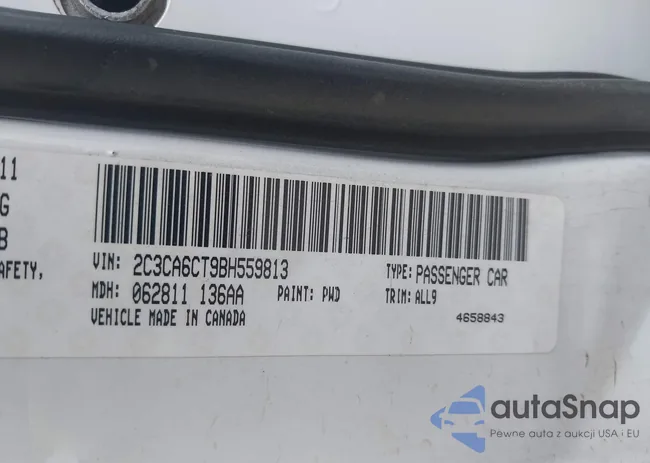 11
G
B
AFETY,
VIN: 2C3CA6CT9BH559813 TYPE: PASSENGER CAR
MDH: 062811 136AA PAINT: PWD TRIM: ALL9
VEHICLE MADE IN CANADA 4658843
autaSnap
Pewne auta z aukcji USA i EU